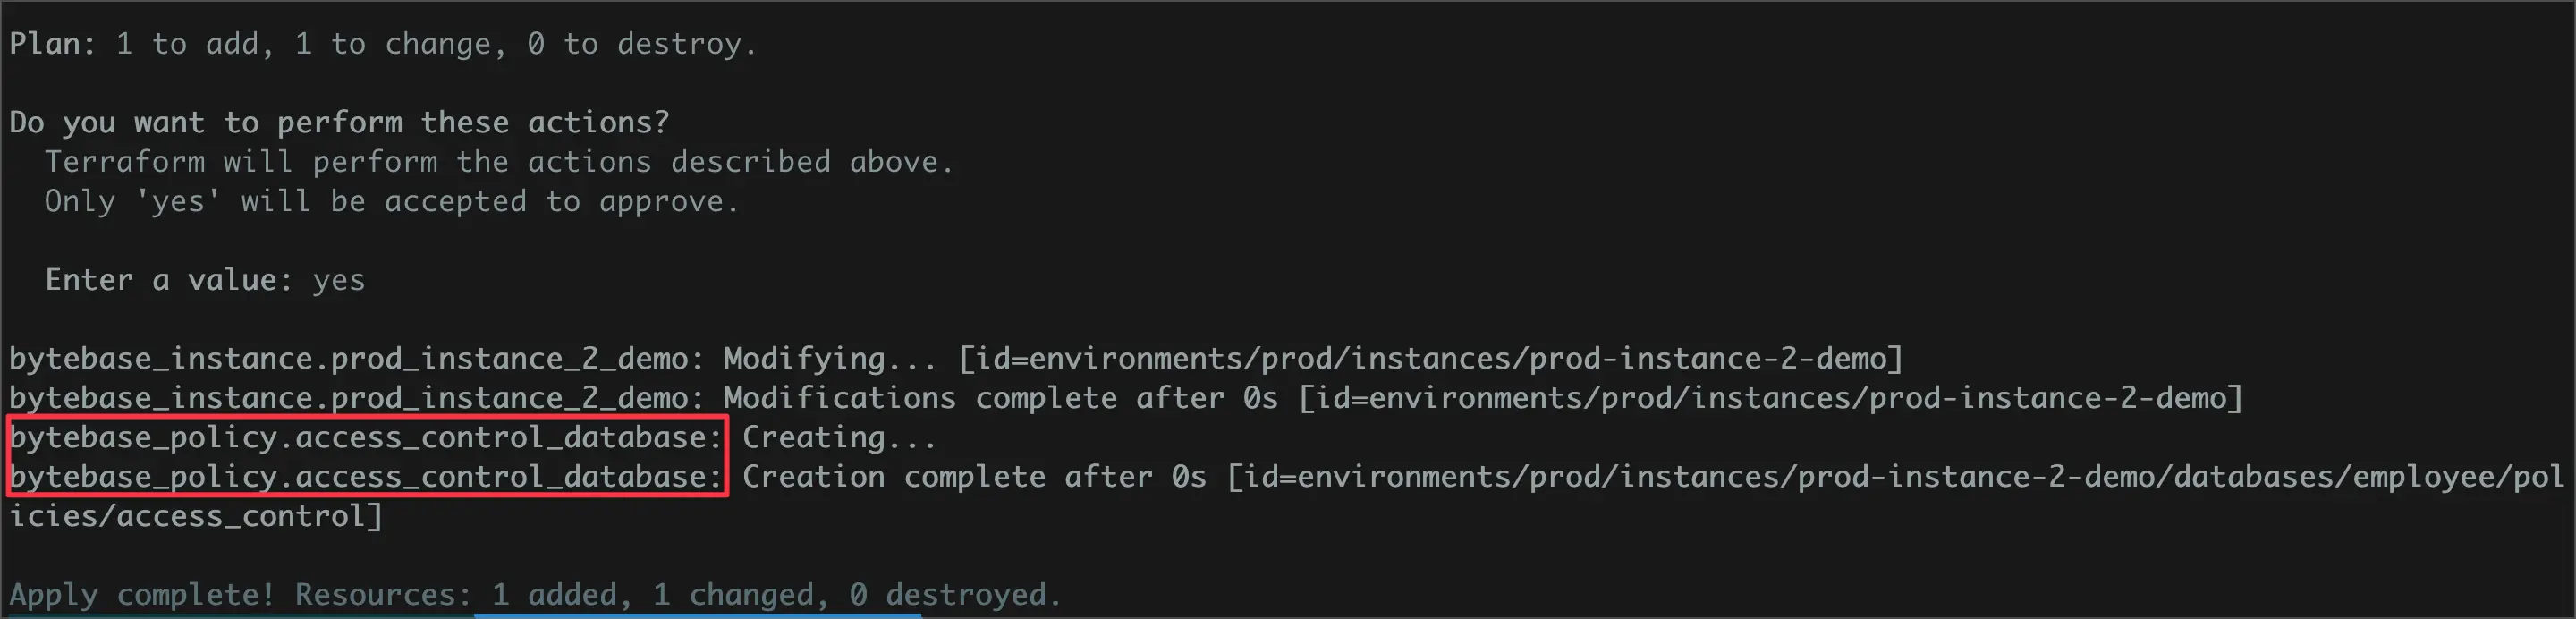 Plan: 1 to add, 1 to change, 0 to destroy.
Do you want to perform these actions?
Terraform will perform the actions described above.
Only 'yes' will be accepted to approve.
Enter a value: yes
bytebase_instance.prod_instance_2_demo: Modifying... [id=environments/prod/instances/prod-instance-2-demo]
bytebase_instance.prod_instance_2_demo: Modifications complete after 0s [id=environments/prod/instances/prod-instance-2-demo]
bytebase_policy.access_control_database: Creating...
bytebase_policy.access_control_database: Creation complete after 0s [id=environments/prod/instances/prod-instance-2-demo/databases/employee/pol
icies/access_control]
Apply complete! Resources: 1 added, 1 changed, 0 destroyed.